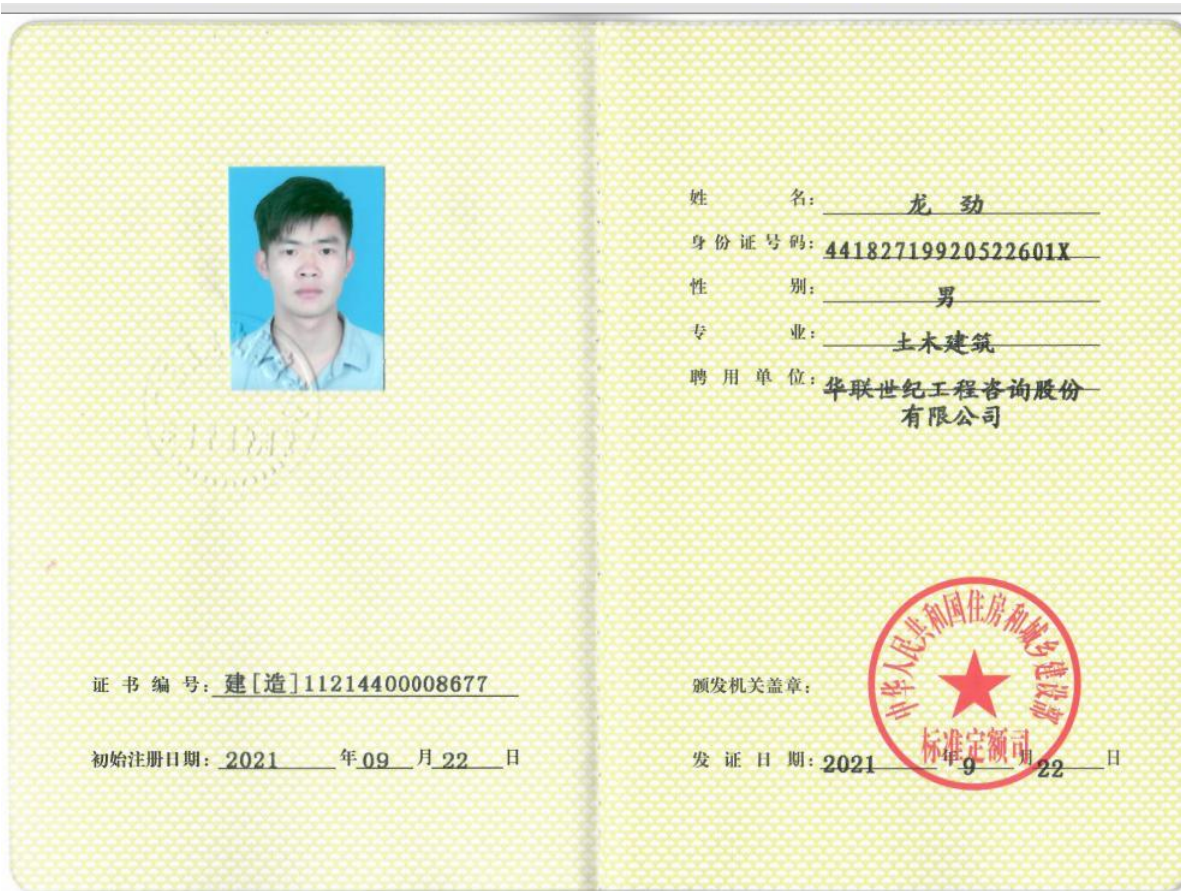 证书编号：建[造]11214400008677
初始注册日期：2021年09月22日
姓名：龙劲
身份证号码：44182719920522601X
性别：男
专业：土木建筑
聘用单位：华联世纪工程咨询股份
有限公司
颁发机关盖章：
中华人民共和国住房和城乡建设部
标准定额司
发证日期：2021年9月22日